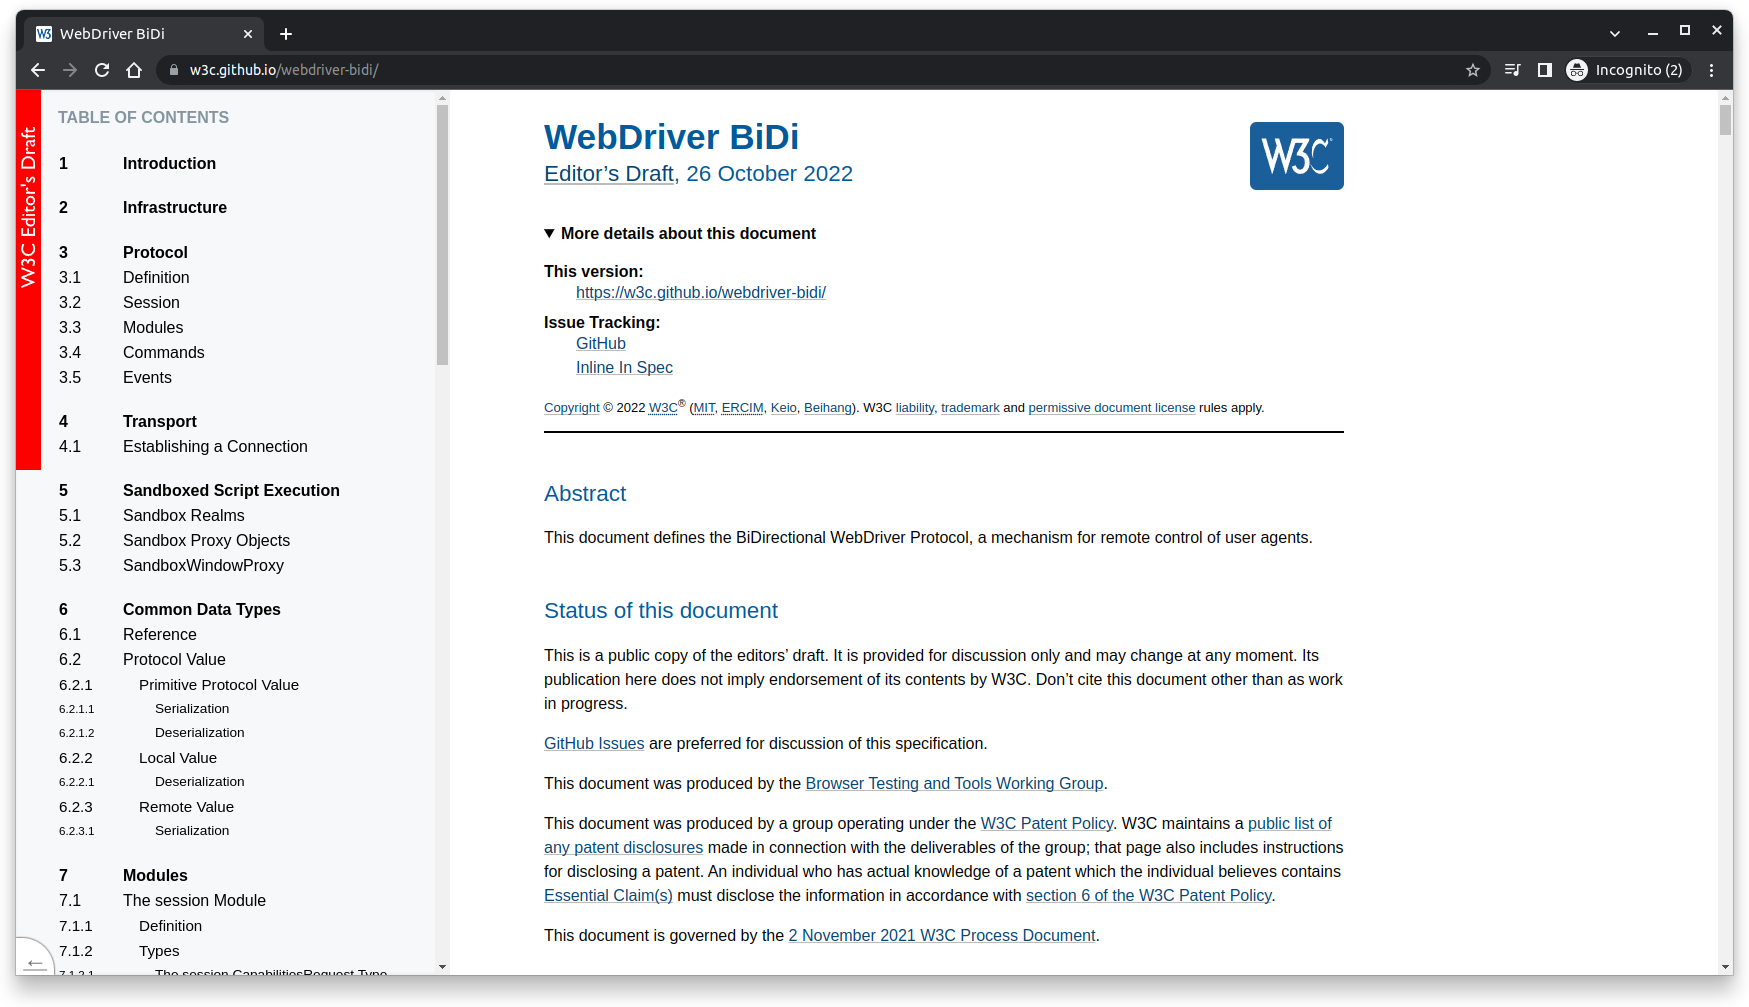 WebDriver BiDi
w3c.github.io/webdriver-bidi/
Incognito (2)
W3C Editor's Draft
TABLE OF CONTENTS
1 Introduction
2 Infrastructure
3 Protocol
3.1 Definition
3.2 Session
3.3 Modules
3.4 Commands
3.5 Events
4 Transport
4.1 Establishing a Connection
5 Sandboxed Script Execution
5.1 Sandbox Realms
5.2 Sandbox Proxy Objects
5.3 SandboxWindowProxy
6 Common Data Types
6.1 Reference
6.2 Protocol Value
6.2.1 Primitive Protocol Value
6.2.1.1 Serialization
6.2.1.2 Deserialization
6.2.2 Local Value
6.2.2.1 Deserialization
6.2.3 Remote Value
6.2.3.1 Serialization
7 Modules
7.1 The session Module
7.1.1 Definition
7.1.2 Types
7.1.2.1 The session.CapabilitiesRequest Type
←
WebDriver BiDi
W3C
Editor’s Draft, 26 October 2022
▼ More details about this document
This version:
https://w3c.github.io/webdriver-bidi/
Issue Tracking:
GitHub
Inline In Spec
Copyright © 2022 W3C® (MIT, ERCIM, Keio, Beihang). W3C liability, trademark and permissive document license rules apply.
Abstract
This document defines the BiDirectional WebDriver Protocol, a mechanism for remote control of user agents.
Status of this document
This is a public copy of the editors’ draft. It is provided for discussion only and may change at any moment. Its
publication here does not imply endorsement of its contents by W3C. Don’t cite this document other than as work
in progress.
GitHub Issues are preferred for discussion of this specification.
This document was produced by the Browser Testing and Tools Working Group.
This document was produced by a group operating under the W3C Patent Policy. W3C maintains a public list of
any patent disclosures made in connection with the deliverables of the group; that page also includes instructions
for disclosing a patent. An individual who has actual knowledge of a patent which the individual believes contains
Essential Claim(s) must disclose the information in accordance with section 6 of the W3C Patent Policy.
This document is governed by the 2 November 2021 W3C Process Document.